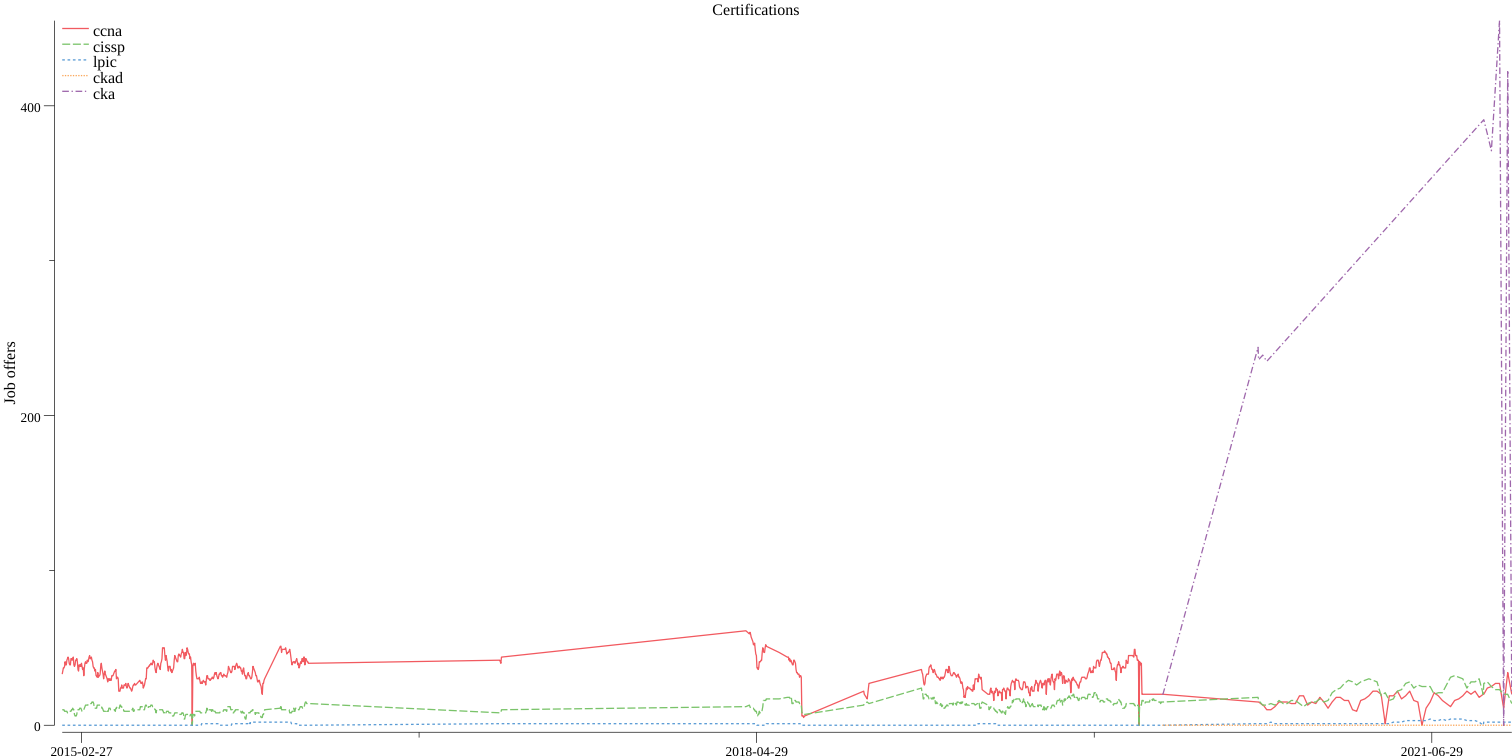 Certifications
ccna
cissp
lpic
ckad
cka
400
200
0
Job offers
2015-02-27
2018-04-29
2021-06-29